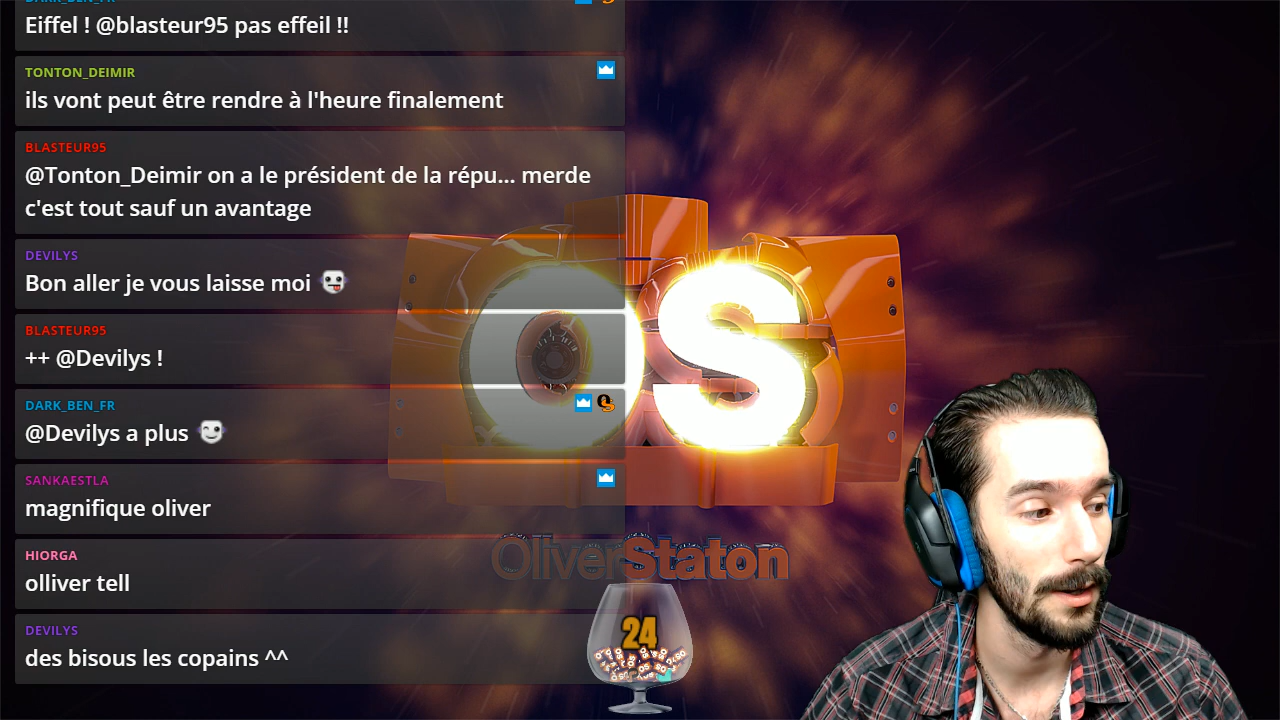 DARK_BEN_FR
Eiffel ! @blasteur95 pas effeil !!
TONTON_DEIMIR
ils vont peut être rendre à l'heure finalement
BLASTEUR95
@Tonton_Deimir on a le président de la répu... merde
c'est tout sauf un avantage
DEVILYS
Bon aller je vous laisse moi
BLASTEUR95
++ @Devilys !
DARK_BEN_FR
@Devilys a plus
SANKAESTLA
magnifique oliver
HIORGA
olliver tell
DEVILYS
des bisous les copains ^^
OS
OliverStaton
24